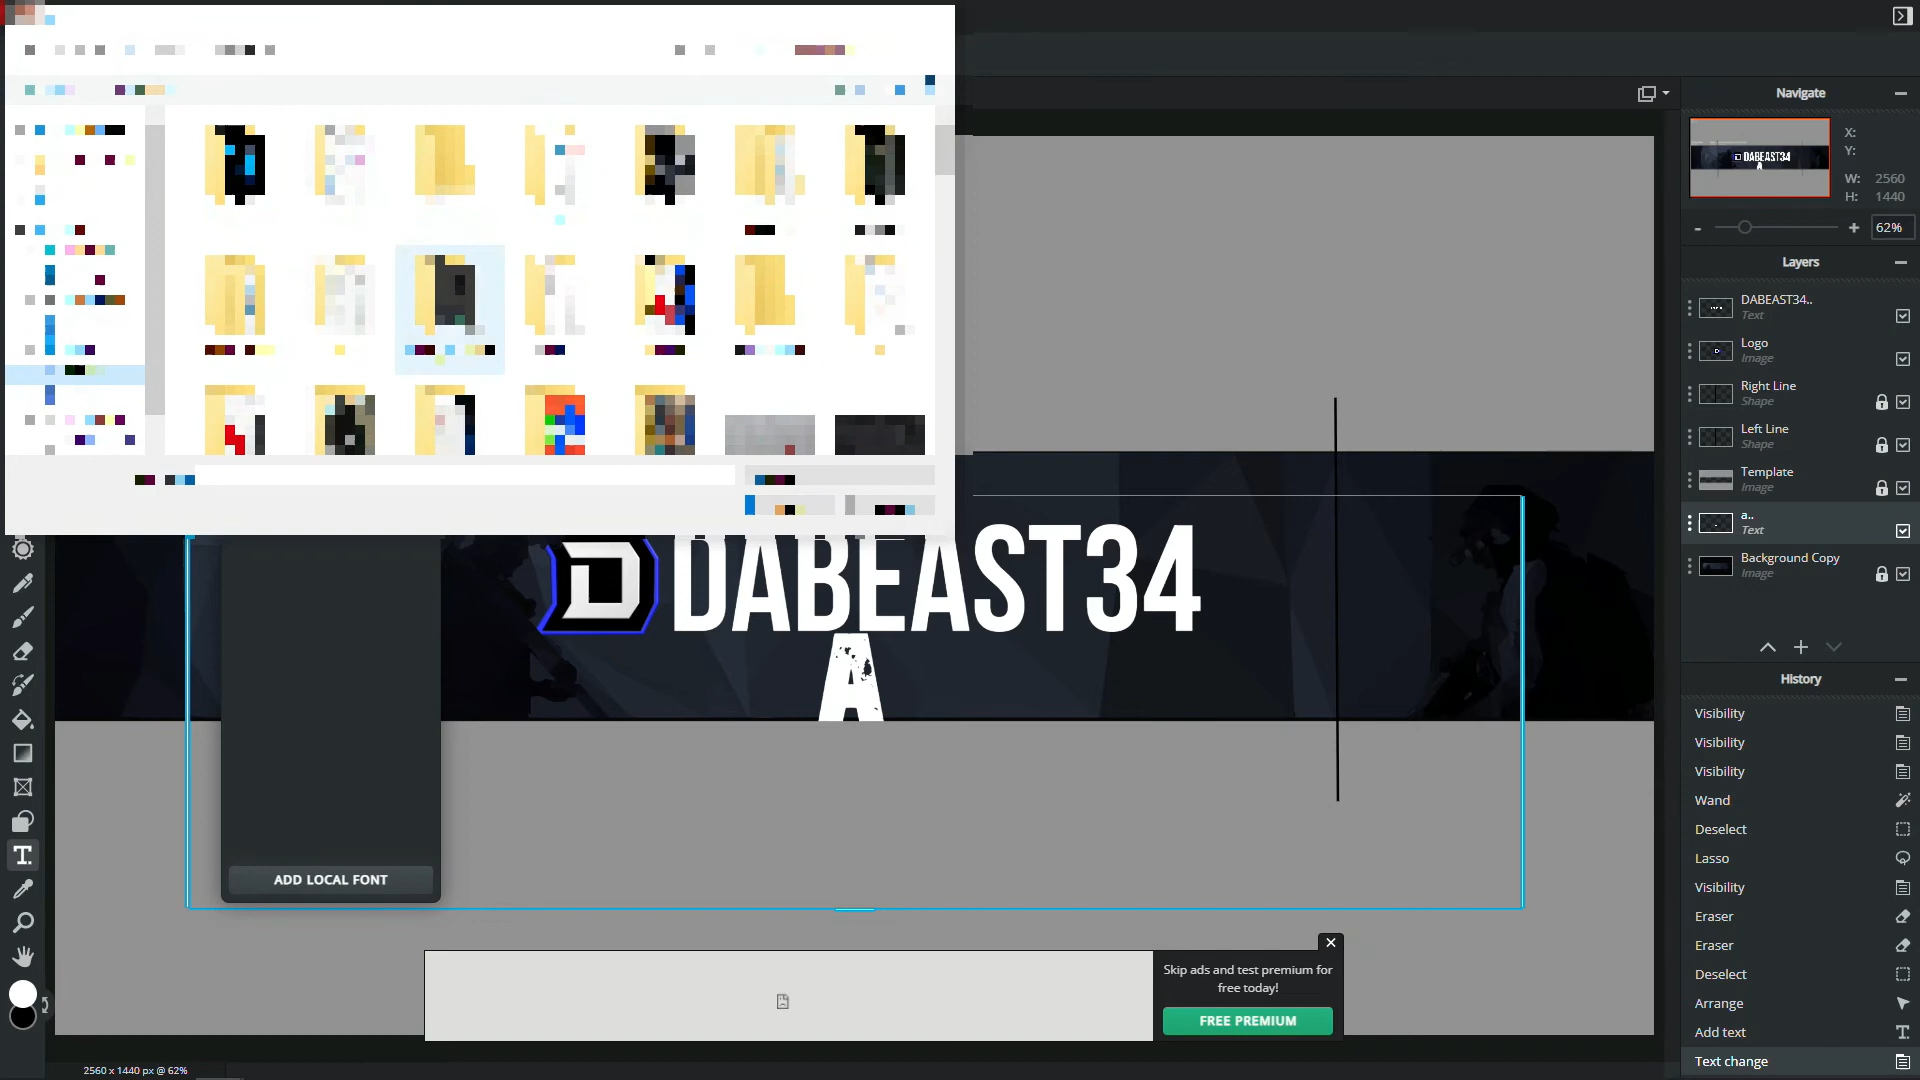 Navigate
X:
Y:
W: 2560
H: 1440
DABEAST34
A
- + 62%
Layers
DABEAST34..
Text
Logo
Image
Right Line
Shape
Left Line
Shape
Template
Image
a..
Text
Background Copy
Image
D DABEAST34
A
ADD LOCAL FONT
History
Visibility
Visibility
Visibility
Wand
Deselect
Lasso
Visibility
Eraser
Eraser
Deselect
Arrange
Add text
Text change
Skip ads and test premium for
free today!
FREE PREMIUM
2560 x 1440 px @ 62%